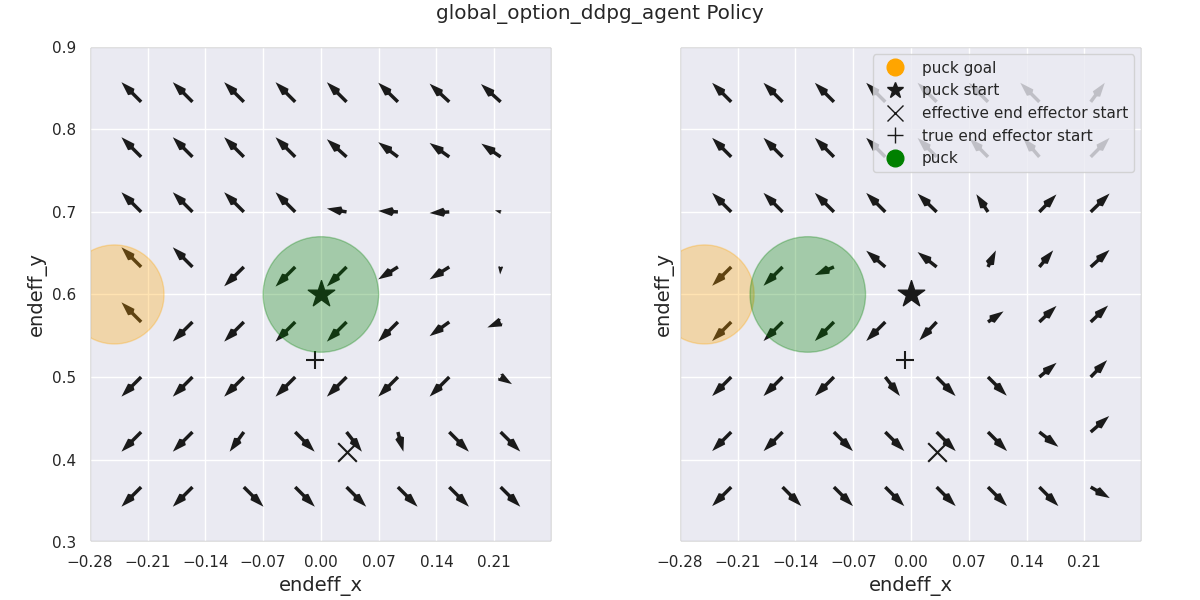 global_option_ddpg_agent Policy
0.9
0.8
0.7
0.6
0.5
0.4
0.3
endeff_y
−0.28 −0.21 −0.14 −0.07 0.00 0.07 0.14 0.21
endeff_x
puck goal
puck start
effective end effector start
true end effector start
puck
endeff_y
−0.28 −0.21 −0.14 −0.07 0.00 0.07 0.14 0.21
endeff_x